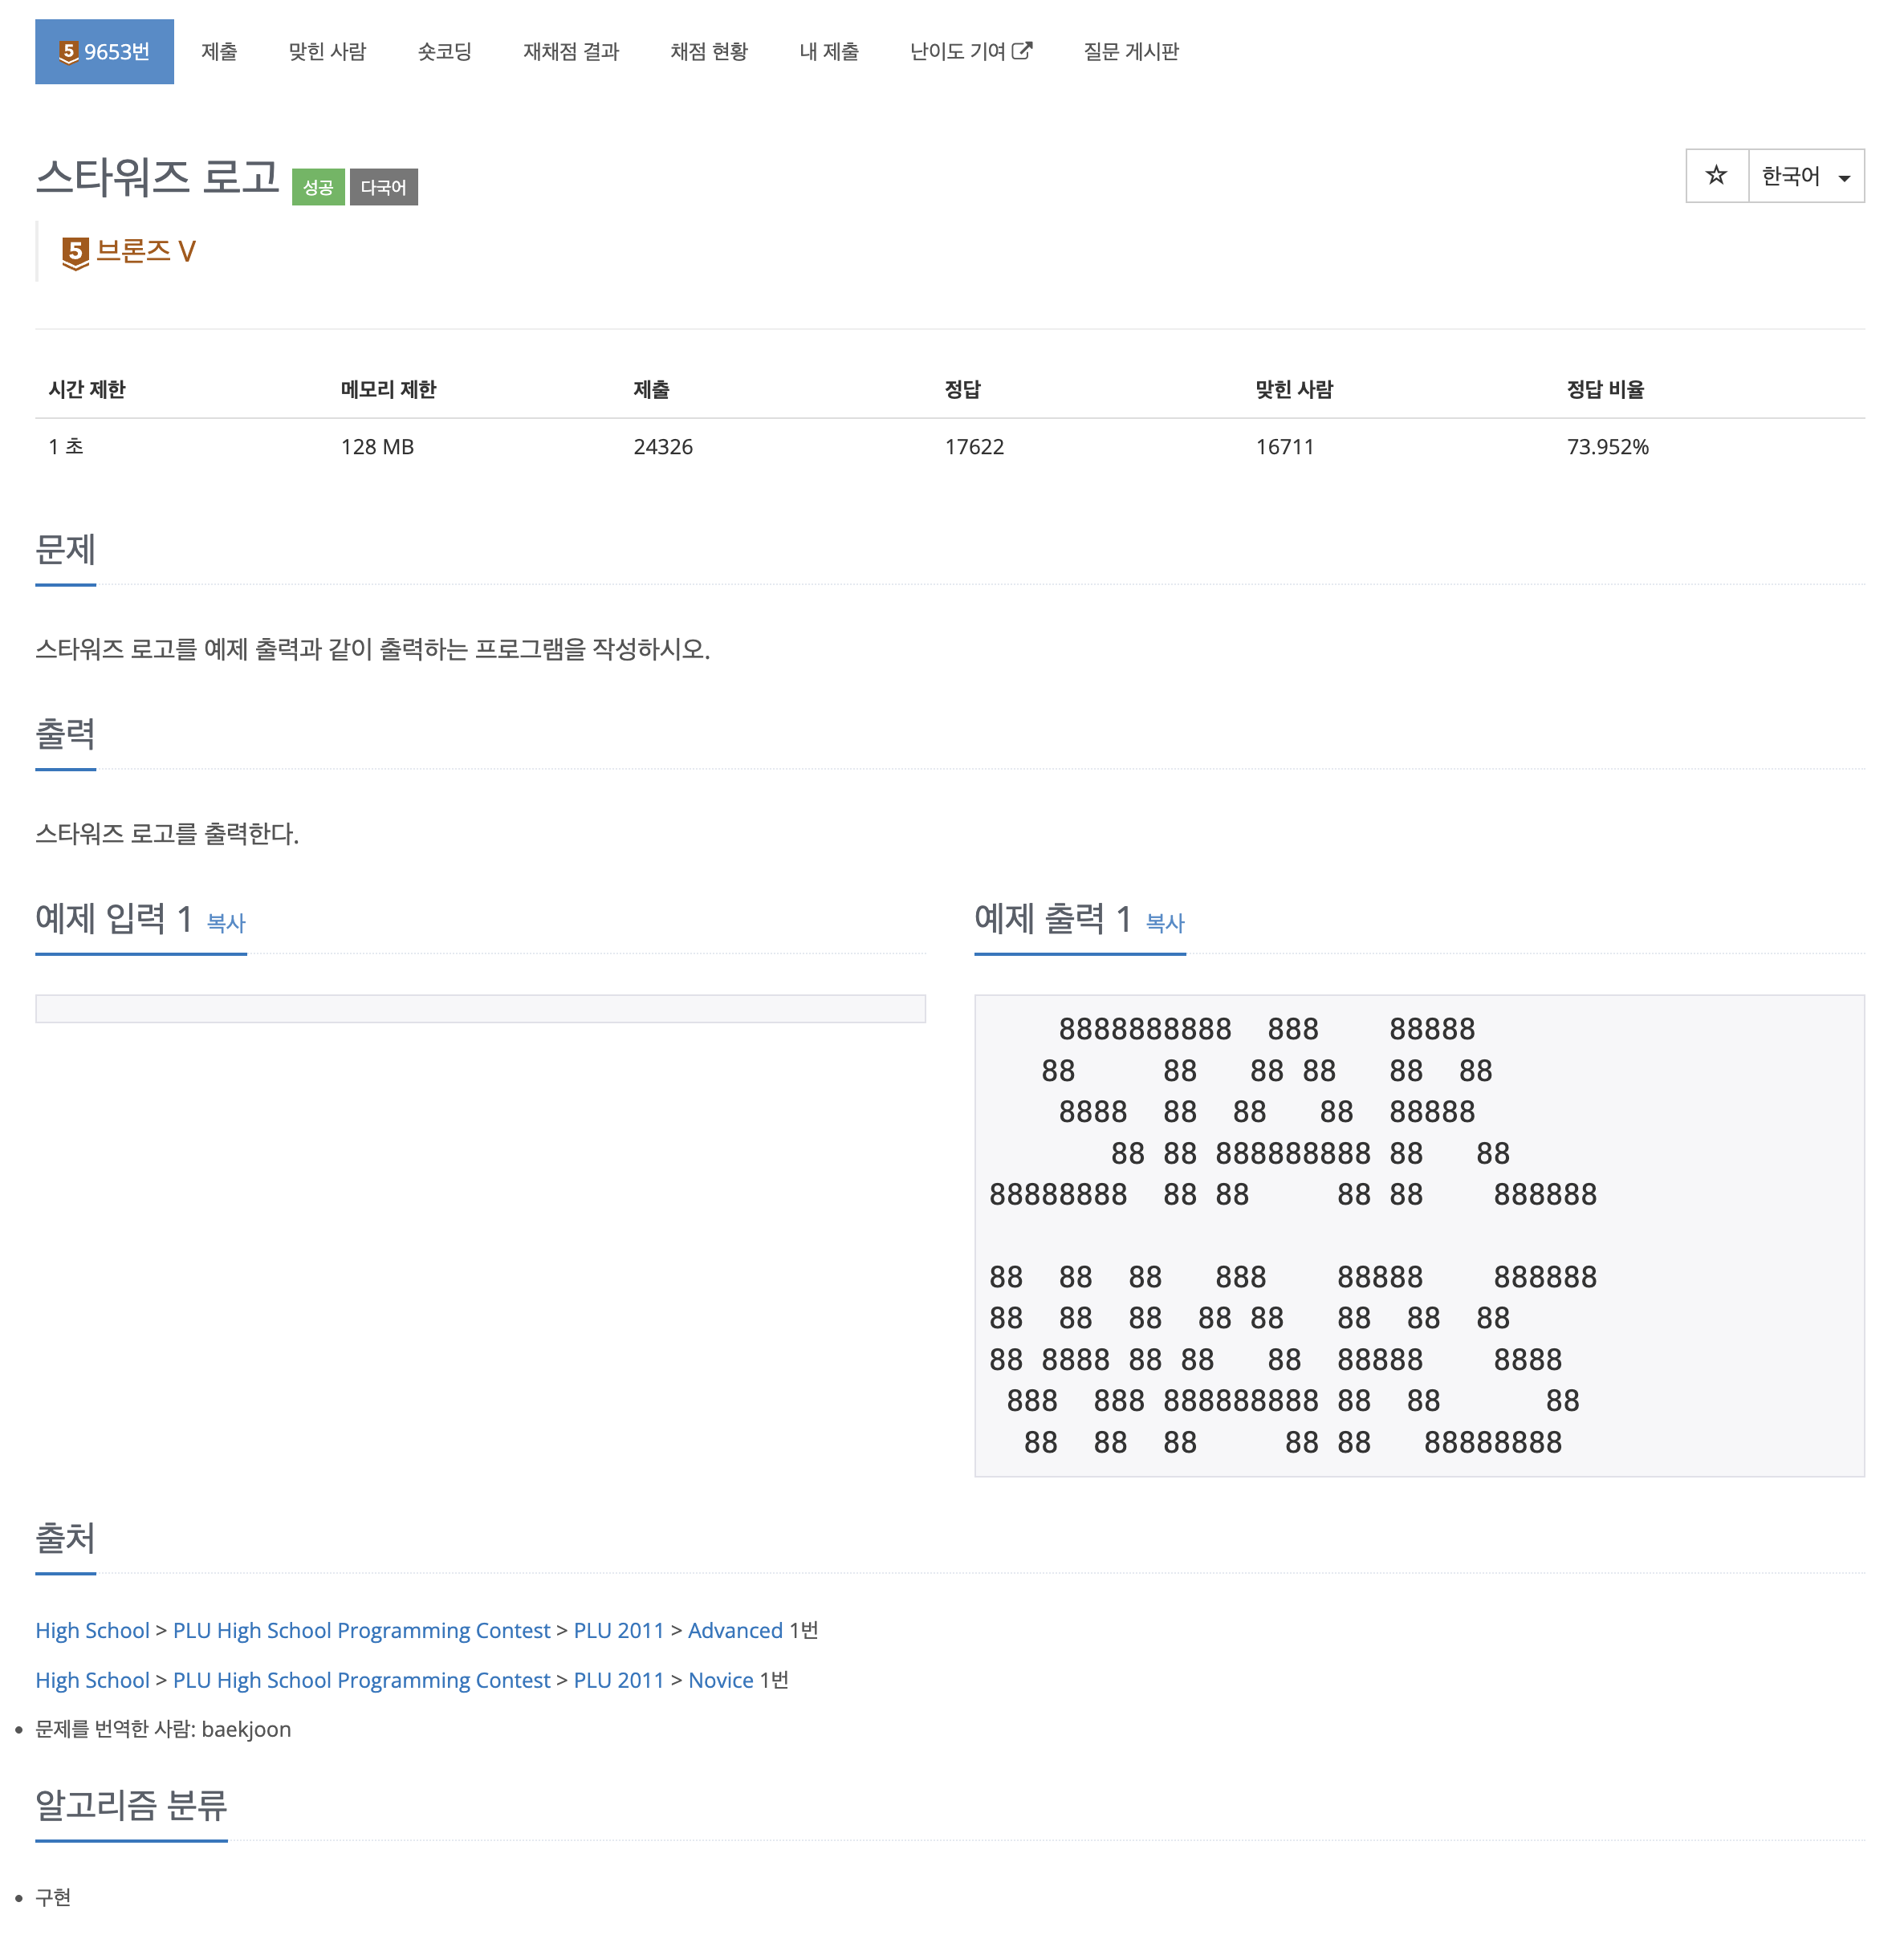 5 9653번 제출 맞힌 사람 숏코딩 재채점 결과 채점 현황 내 제출 난이도 기여 질문 게시판
스타워즈 로고 성공 다국어 ☆ 한국어
5 브론즈 V
시간 제한 메모리 제한 제출 정답 맞힌 사람 정답 비율
1 초 128 MB 24326 17622 16711 73.952%
문제
스타워즈 로고를 예제 출력과 같이 출력하는 프로그램을 작성하시오.
출력
스타워즈 로고를 출력한다.
예제 입력 1 복사
예제 출력 1 복사
    8888888888  888    88888
   88     88   88 88   88  88
    8888  88  88   88  88888
       88 88 888888888 88   88
88888888  88 88     88 88    888888

88  88  88   888    88888    888888
88  88  88  88 88   88  88  88
88 8888 88 88   88  88888    8888
 888  888 888888888 88  88      88
  88  88  88     88 88   88888888
출처
High School > PLU High School Programming Contest > PLU 2011 > Advanced 1번
High School > PLU High School Programming Contest > PLU 2011 > Novice 1번
• 문제를 번역한 사람: baekjoon
알고리즘 분류
• 구현